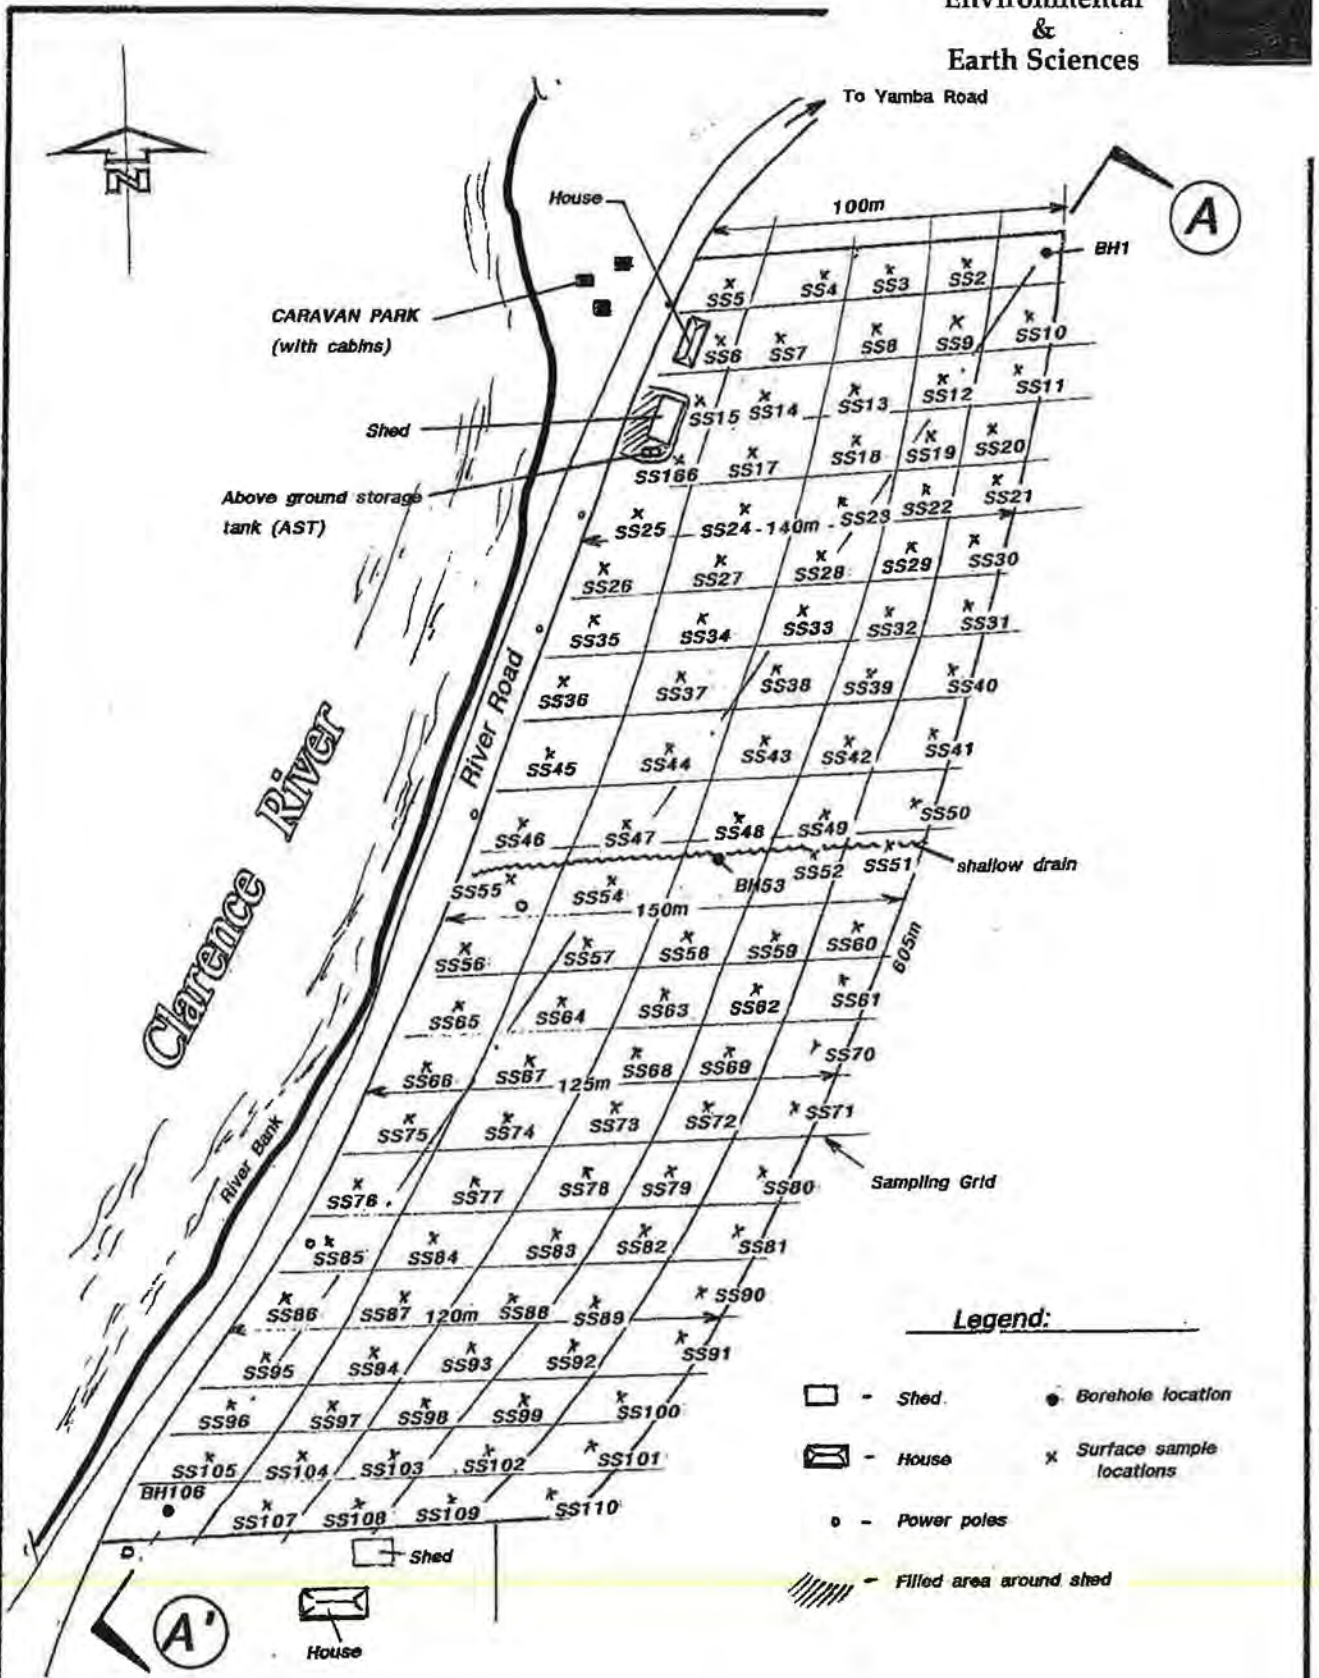 Environmental
&
Earth Sciences
To Yamba Road
N
A
House
100m
BH1
SS5 SS4 SS3 SS2
CARAVAN PARK
(with cabins)
SS6 SS7 SS8 SS9 SS10
Shed
SS15 SS14 SS13 SS12 SS11
SS166 SS17 SS18 SS19 SS20
Above ground storage
tank (AST)
SS25 SS24 - 140m - SS23 SS22 SS21
SS26 SS27 SS28 SS29 SS30
SS35 SS34 SS33 SS32 SS31
River Road
SS36 SS37 SS38 SS39 SS40
SS45 SS44 SS43 SS42 SS41
Clarence River
SS46 SS47 SS48 SS49 SS50
shallow drain
SS55 SS54 BH53 SS52 SS51
150m
605m
SS56 SS57 SS58 SS59 SS60
SS65 SS64 SS63 SS62 SS61
SS66 SS67 SS68 SS69 SS70
125m
River Bank
SS75 SS74 SS73 SS72 SS71
Sampling Grid
SS76 SS77 SS78 SS79 SS80
SS85 SS84 SS83 SS82 SS81
SS86 SS87 120m SS88 SS89 SS90
SS95 SS94 SS93 SS92 SS91
SS96 SS97 SS98 SS99 SS100
SS105 SS104 SS103 SS102 SS101
BH106
SS107 SS108 SS109 SS110
Shed
A'
House
Legend:
- Shed
Borehole location
- House
Surface sample
locations
- Power poles
- Filled area around shed